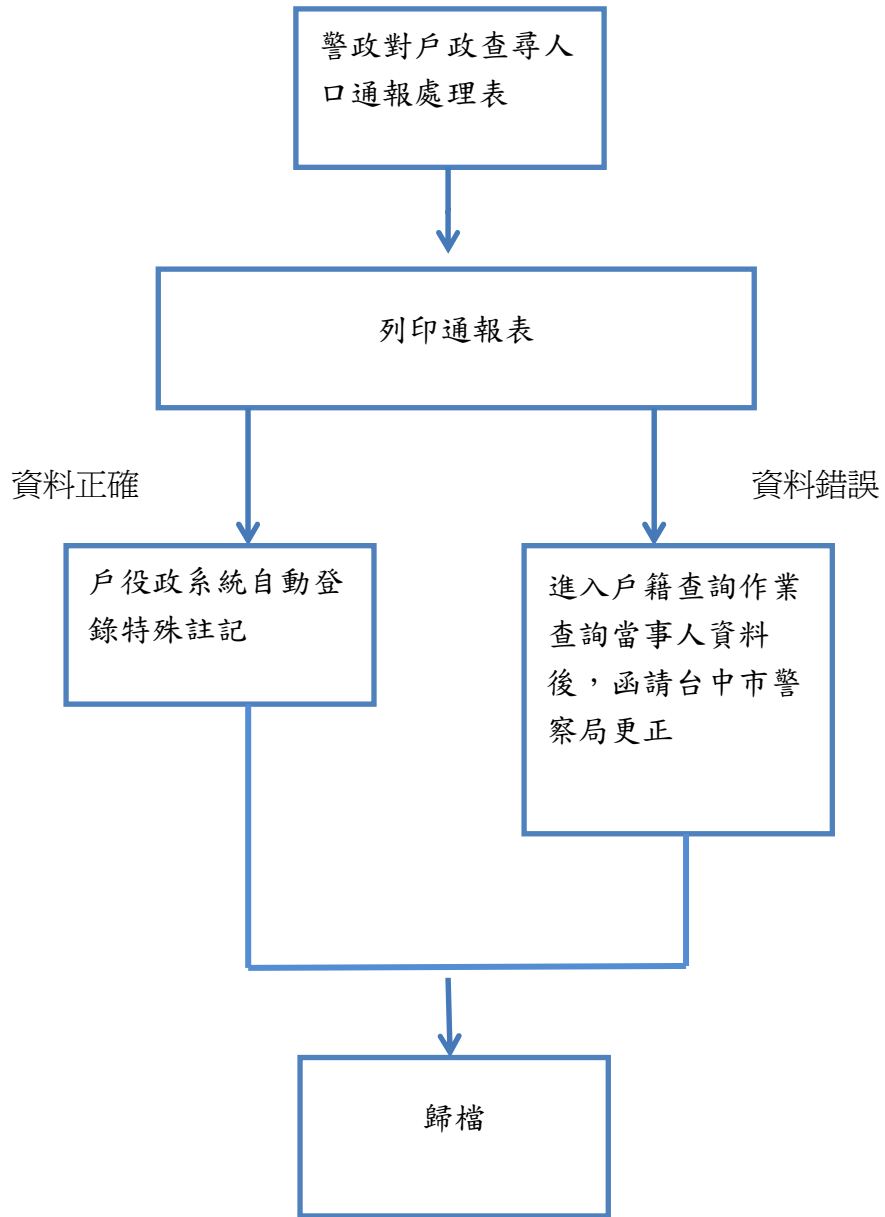 警政對戶政查尋人
口通報處理表
列印通報表
資料正確
資料錯誤
戶役政系統自動登
錄特殊註記
進入戶籍查詢作業
查詢當事人資料
後，函請台中市警
察局更正
歸檔